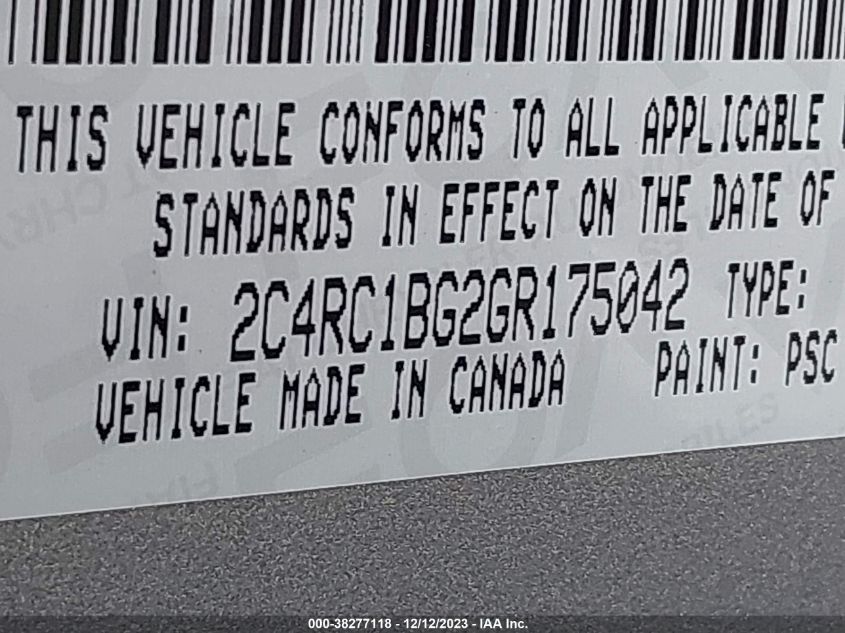 THIS VEHICLE CONFORMS TO ALL APPLICABLE
STANDARDS IN EFFECT ON THE DATE OF
VIN: 2C4RC1BG2GR175042 TYPE:
VEHICLE MADE IN CANADA PAINT: PSC
000-38277118 - 12/12/2023 - IAA Inc.